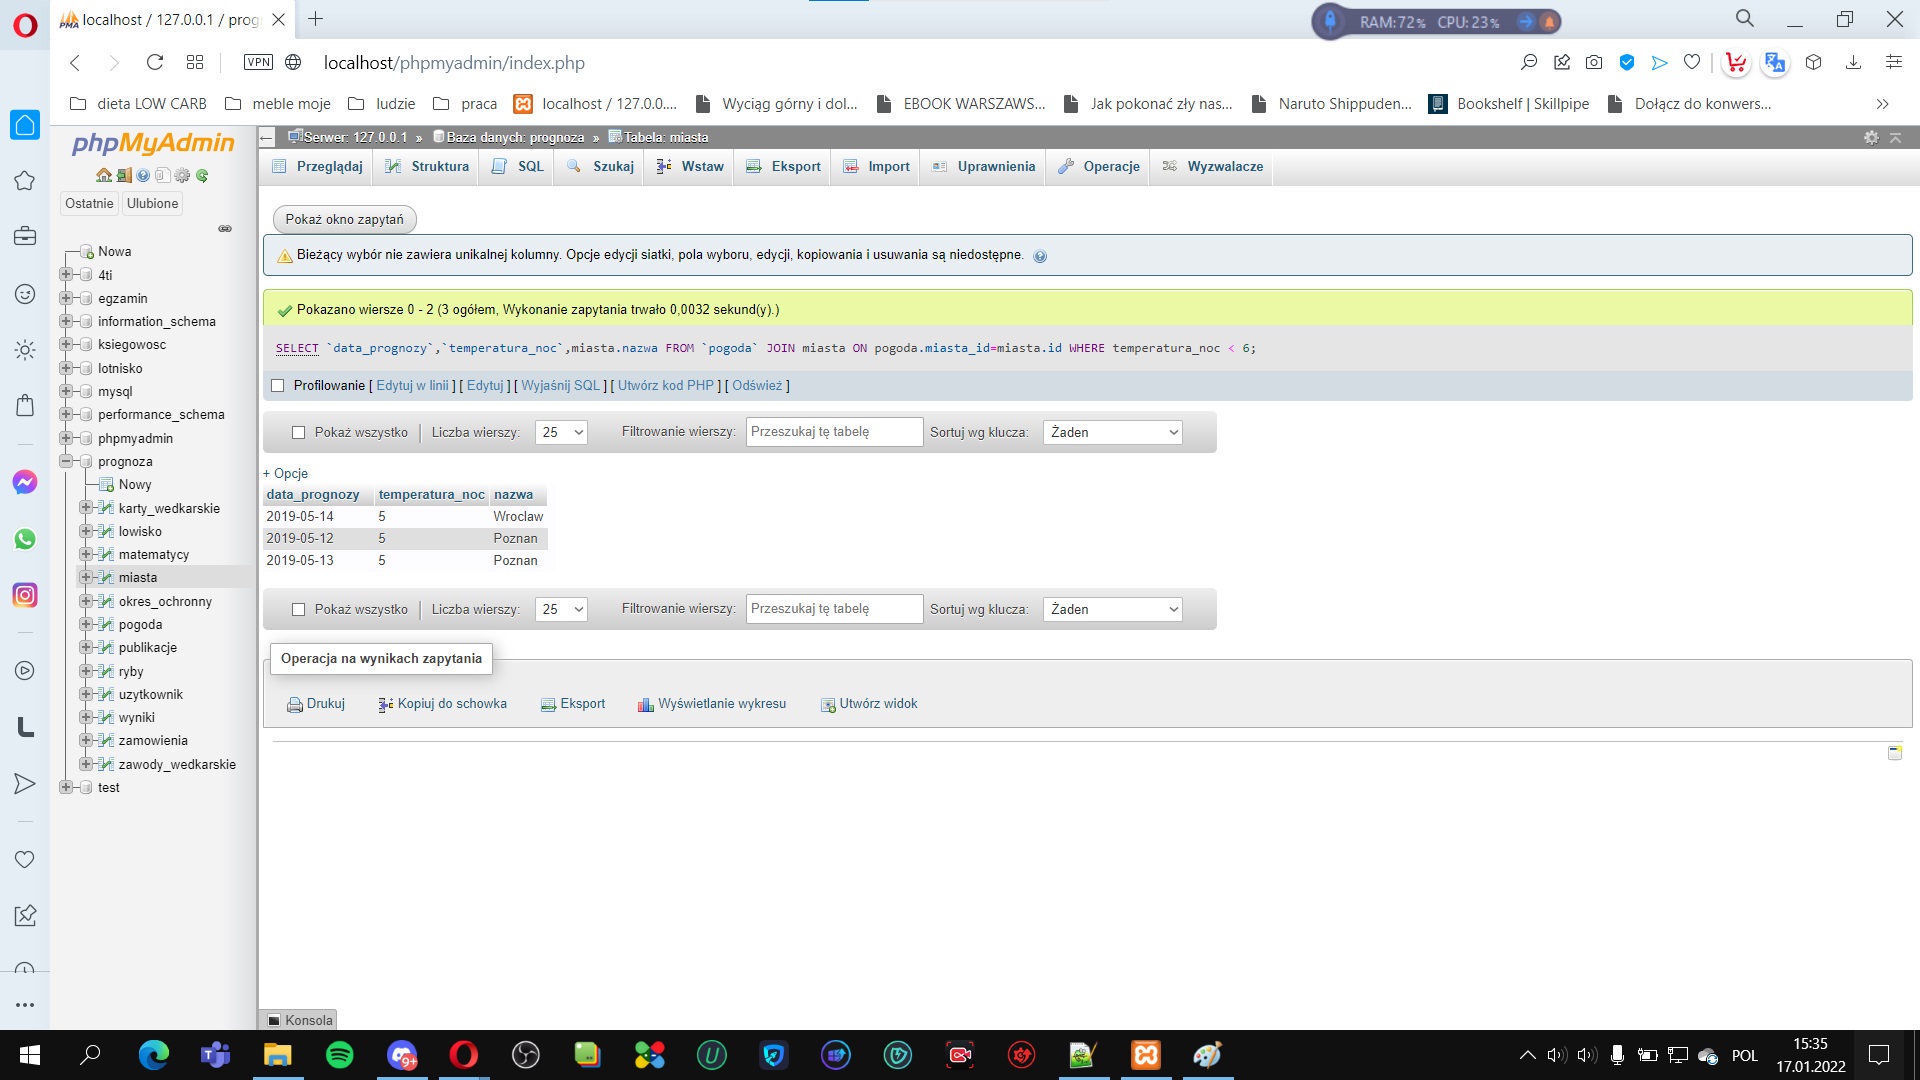 localhost / 127.0.0.1 / prog
RAM:72% CPU:23%
VPN localhost/phpmyadmin/index.php
dieta LOW CARB meble moje ludzie praca localhost / 127.0.0.... Wyciąg górny i dol... EBOOK WARSZAWS... Jak pokonać zły nas... Naruto Shippuden... Bookshelf | Skillpipe Dołącz do konwers...
phpMyAdmin
Ostatnie Ulubione
Nowa
4ti
egzamin
information_schema
ksiegowosc
lotnisko
mysql
performance_schema
phpmyadmin
prognoza
Nowy
karty_wedkarskie
lowisko
matematycy
miasta
okres_ochronny
pogoda
publikacje
ryby
uzytkownik
wyniki
zamowienia
zawody_wedkarskie
test
Serwer: 127.0.0.1 » Baza danych: prognoza » Tabela: miasta
Przeglądaj Struktura SQL Szukaj Wstaw Eksport Import Uprawnienia Operacje Wyzwalacze
Pokaż okno zapytań
Bieżący wybór nie zawiera unikalnej kolumny. Opcje edycji siatki, pola wyboru, edycji, kopiowania i usuwania są niedostępne.
Pokazano wiersze 0 - 2 (3 ogółem, Wykonanie zapytania trwało 0,0032 sekund(y).)
SELECT `data_prognozy`,`temperatura_noc`,miasta.nazwa FROM `pogoda` JOIN miasta ON pogoda.miasta_id=miasta.id WHERE temperatura_noc < 6;
Profilowanie [ Edytuj w linii ] [ Edytuj ] [ Wyjaśnij SQL ] [ Utwórz kod PHP ] [ Odśwież ]
Pokaż wszystko | Liczba wierszy: 25 Filtrowanie wierszy: Przeszukaj tę tabelę Sortuj wg klucza: Żaden
+ Opcje
data_prognozy temperatura_noc nazwa
2019-05-14 5 Wroclaw
2019-05-12 5 Poznan
2019-05-13 5 Poznan
Pokaż wszystko | Liczba wierszy: 25 Filtrowanie wierszy: Przeszukaj tę tabelę Sortuj wg klucza: Żaden
Operacja na wynikach zapytania
Drukuj Kopiuj do schowka Eksport Wyświetlanie wykresu Utwórz widok
Konsola
9+
POL
15:35
17.01.2022